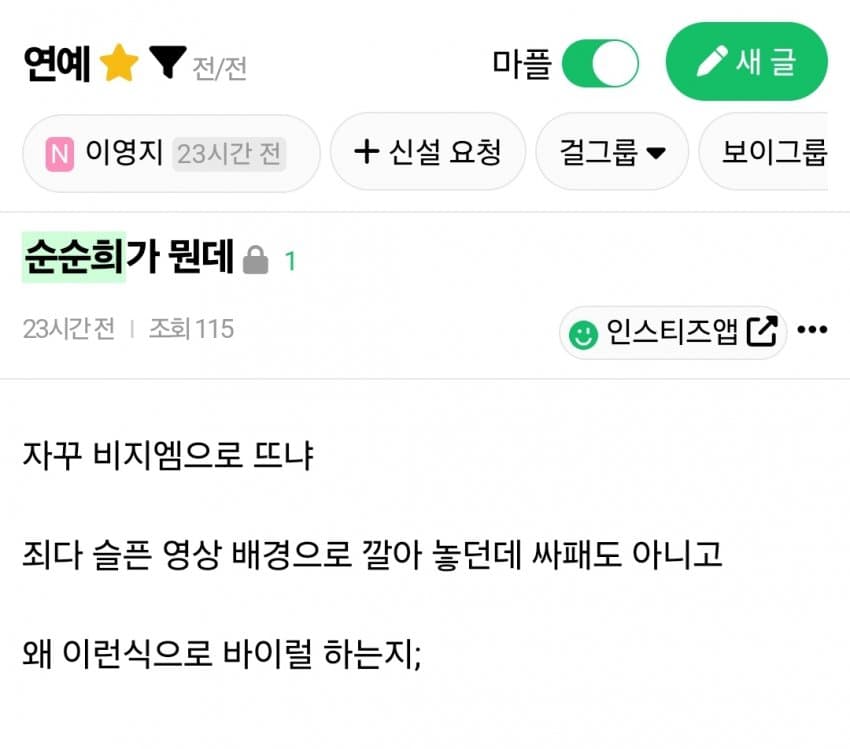 연예 전/전 마플 새 글
N 이영지 23시간 전 + 신설 요청 걸그룹 보이그룹
순순희가 뭔데 1
23시간 전 | 조회 115 인스티즈앱
자꾸 비지엠으로 뜨냐
죄다 슬픈 영상 배경으로 깔아 놓던데 싸패도 아니고
왜 이런식으로 바이럴 하는지;